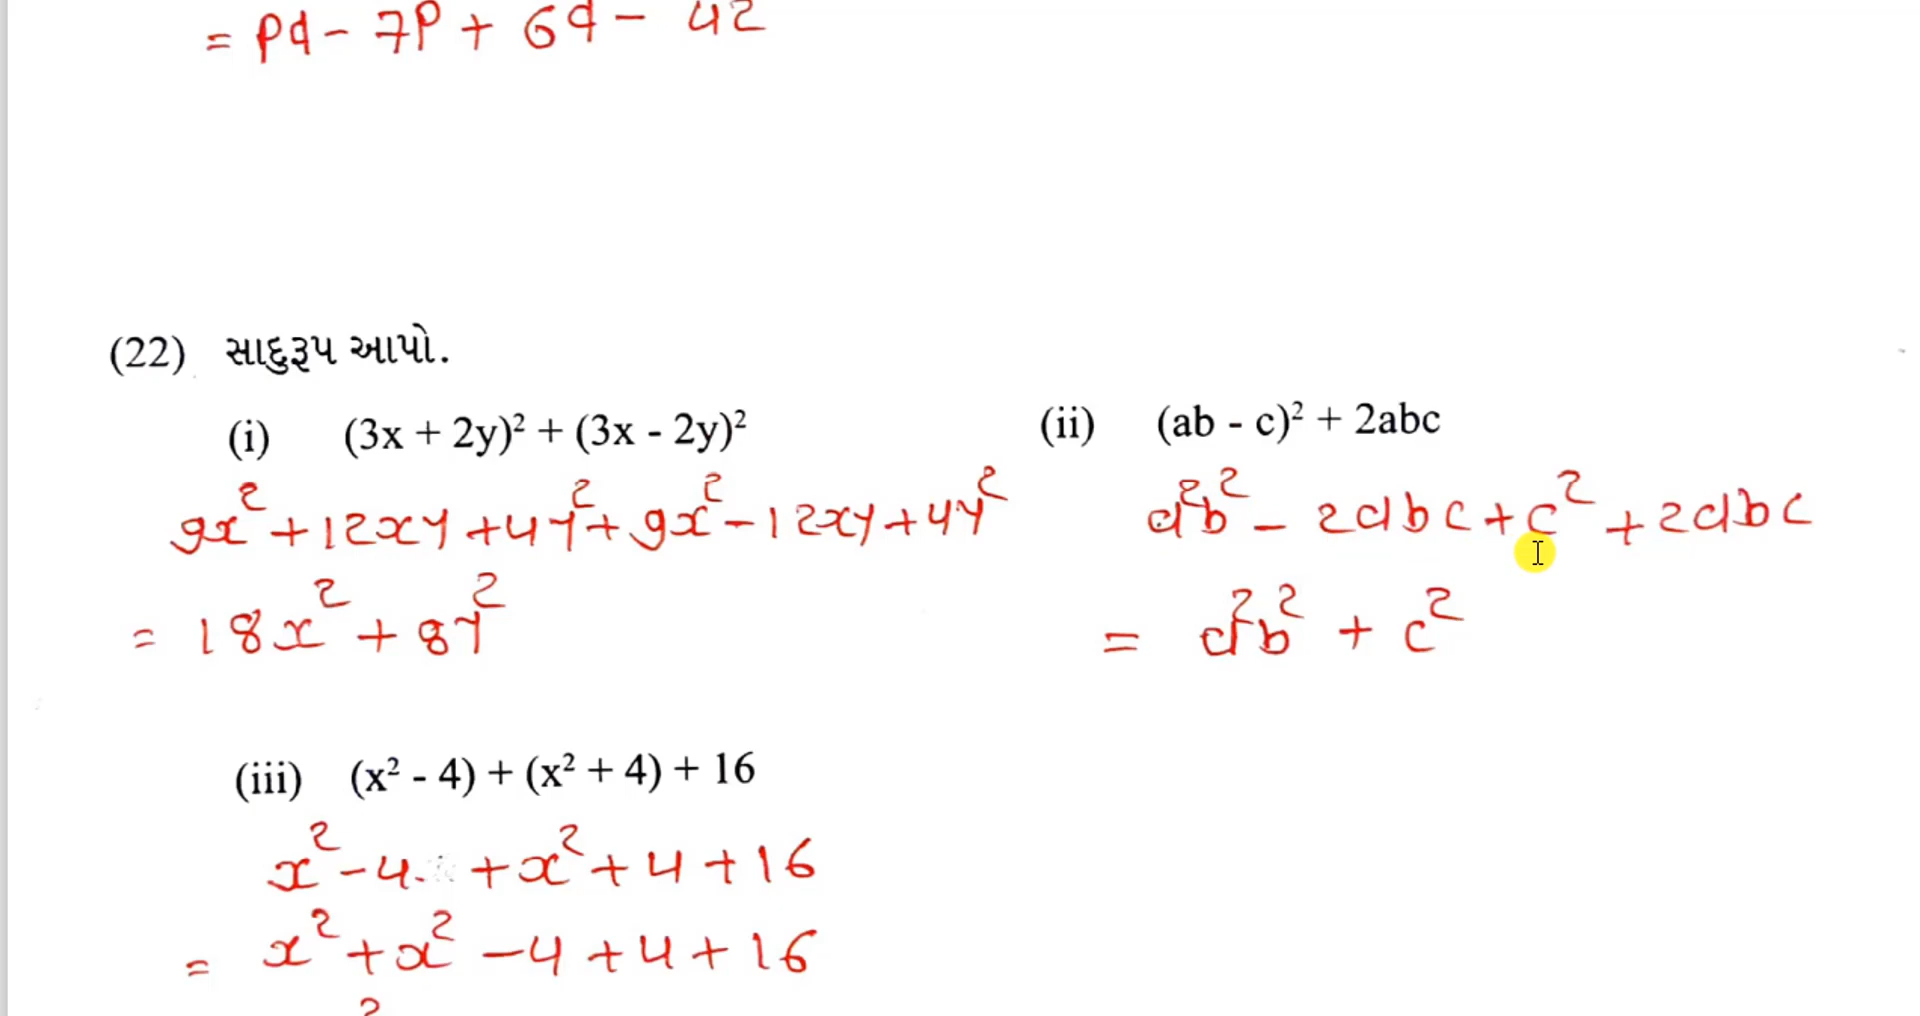 = pq - 7p + 6q - 42
(22) સાદુરૂપ આપો.
(i) (3x + 2y)² + (3x - 2y)²
9x² + 12xy + 4y² + 9x² - 12xy + 4y²
= 18x² + 8y²
(ii) (ab - c)² + 2abc
a²b² - 2abc + c² + 2abc
= a²b² + c²
(iii) (x² - 4) + (x² + 4) + 16
x² - 4 + x² + 4 + 16
= x² + x² - 4 + 4 + 16
2